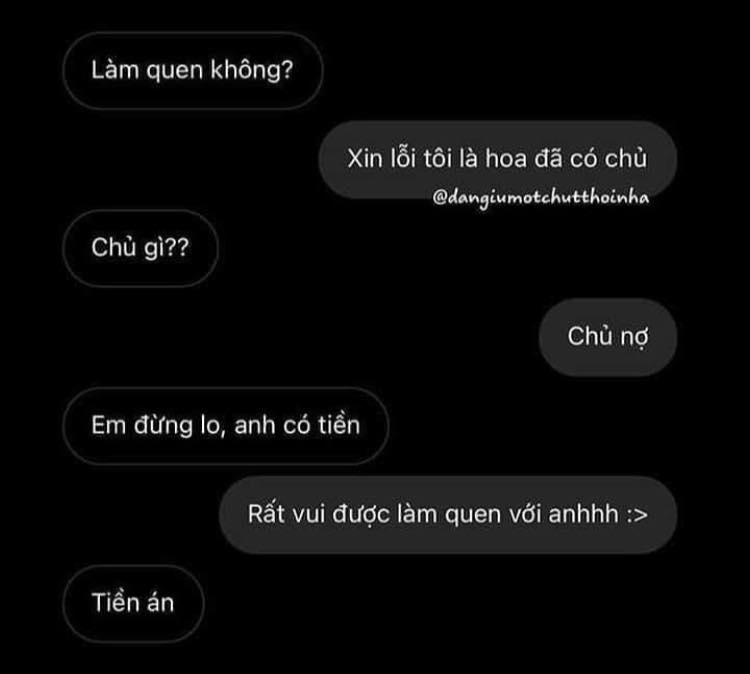 Làm quen không?
Xin lỗi tôi là hoa đã có chủ
@dangiumotchutthoinha
Chủ gì??
Chủ nợ
Em đừng lo, anh có tiền
Rất vui được làm quen với anhhh :>
Tiền án